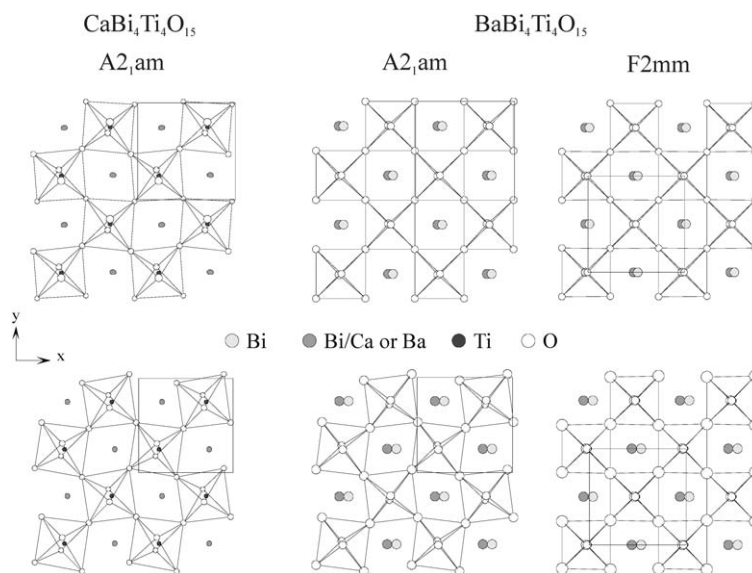 CaBi₄Ti₄O₁₅ BaBi₄Ti₄O₁₅
A2₁am A2₁am F2mm
y
x
Bi Bi/Ca or Ba Ti O